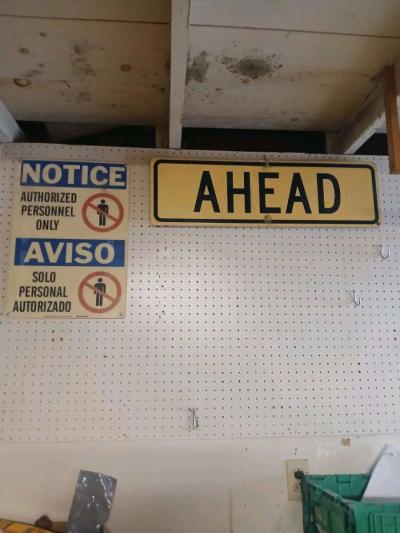 NOTICE
AUTHORIZED
PERSONNEL
ONLY
AVISO
SOLO
PERSONAL
AUTORIZADO
AHEAD